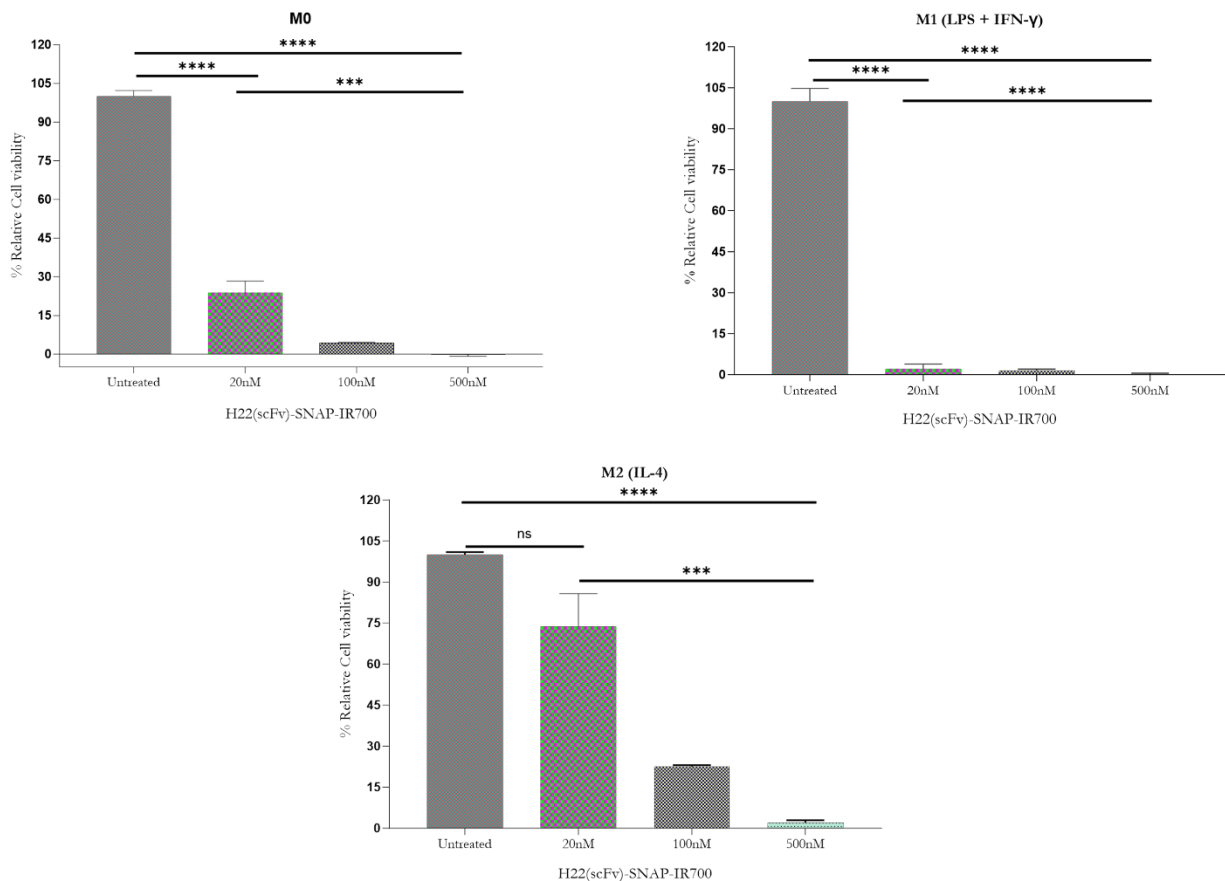 M0
120
105
90
75
60
45
30
15
0
% Relative Cell viability
****
****
***
Untreated 20nM 100nM 500nM
H22(scFv)-SNAP-IR700
M1 (LPS + IFN-γ)
120
105
90
75
60
45
30
15
0
% Relative Cell viability
****
****
****
Untreated 20nM 100nM 500nM
H22(scFv)-SNAP-IR700
M2 (IL-4)
120
105
90
75
60
45
30
15
0
% Relative Cell viability
****
ns
***
Untreated 20nM 100nM 500nM
H22(scFv)-SNAP-IR700